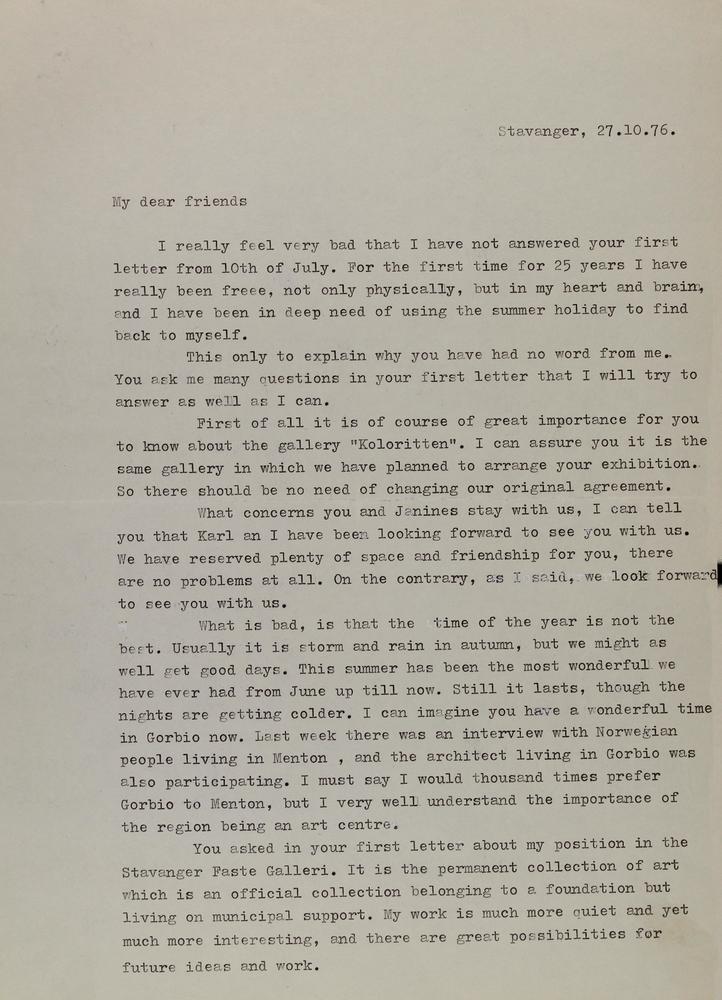 Stavanger, 27.10.76.
My dear friends
I really feel very bad that I have not answered your first
letter from 10th of July. For the first time for 25 years I have
really been freee, not only physically, but in my heart and brain,
and I have been in deep need of using the summer holiday to find
back to myself.
This only to explain why you have had no word from me..
You ask me many questions in your first letter that I will try to
answer as well as I can.
First of all it is of course of great importance for you
to know about the gallery "Koloritten". I can assure you it is the
same gallery in which we have planned to arrange your exhibition..
So there should be no need of changing our original agreement.
What concerns you and Janines stay with us, I can tell
you that Karl an I have been looking forward to see you with us.
We have reserved plenty of space and friendship for you, there
are no problems at all. On the contrary, as I said, we look forward
to see you with us.
What is bad, is that the time of the year is not the
best. Usually it is storm and rain in autumn, but we might as
well get good days. This summer has been the most wonderful we
have ever had from June up till now. Still it lasts, though the
nights are getting colder. I can imagine you have a wonderful time
in Gorbio now. Last week there was an interview with Norwegian
people living in Menton , and the architect living in Gorbio was
also participating. I must say I would thousand times prefer
Gorbio to Menton, but I very well understand the importance of
the region being an art centre.
You asked in your first letter about my position in the
Stavanger Faste Galleri. It is the permanent collection of art
which is an official collection belonging to a foundation but
living on municipal support. My work is much more quiet and yet
much more interesting, and there are great possibilities for
future ideas and work.